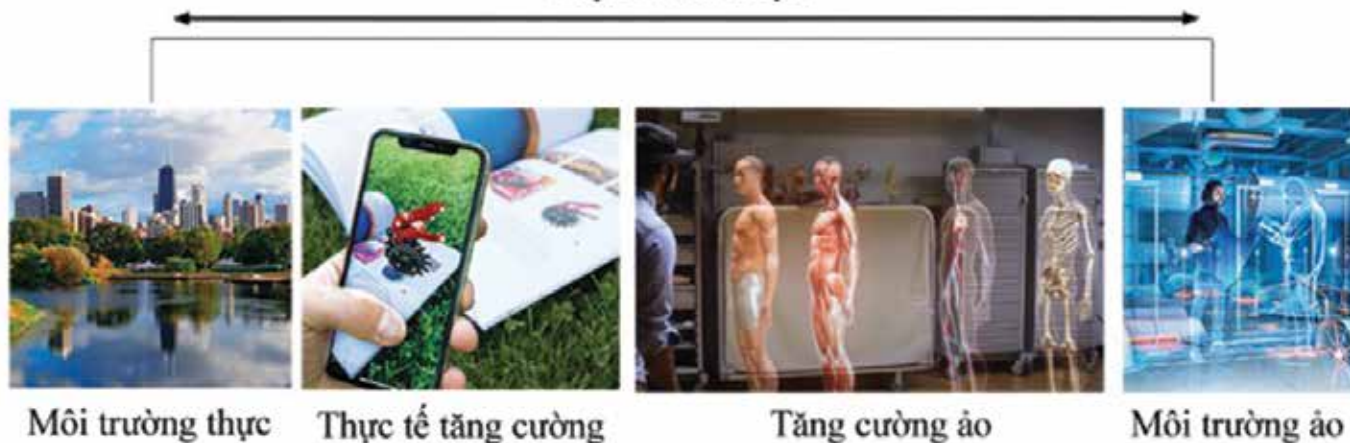 Môi trường thực
Thực tế tăng cường
Tăng cường ảo
Môi trường ảo